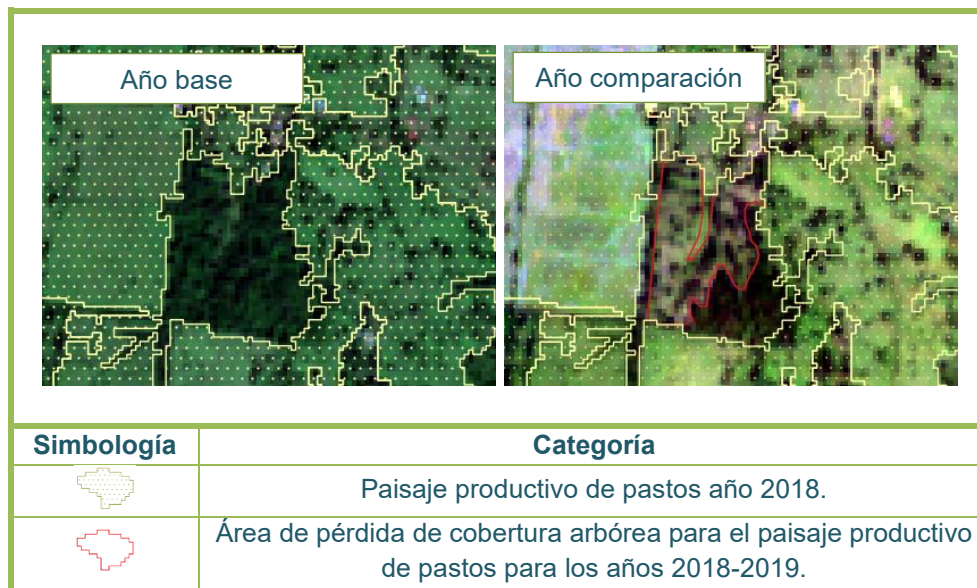 Año base
Año comparación
Simbología
Categoría
Paisaje productivo de pastos año 2018.
Área de pérdida de cobertura arbórea para el paisaje productivo
de pastos para los años 2018-2019.